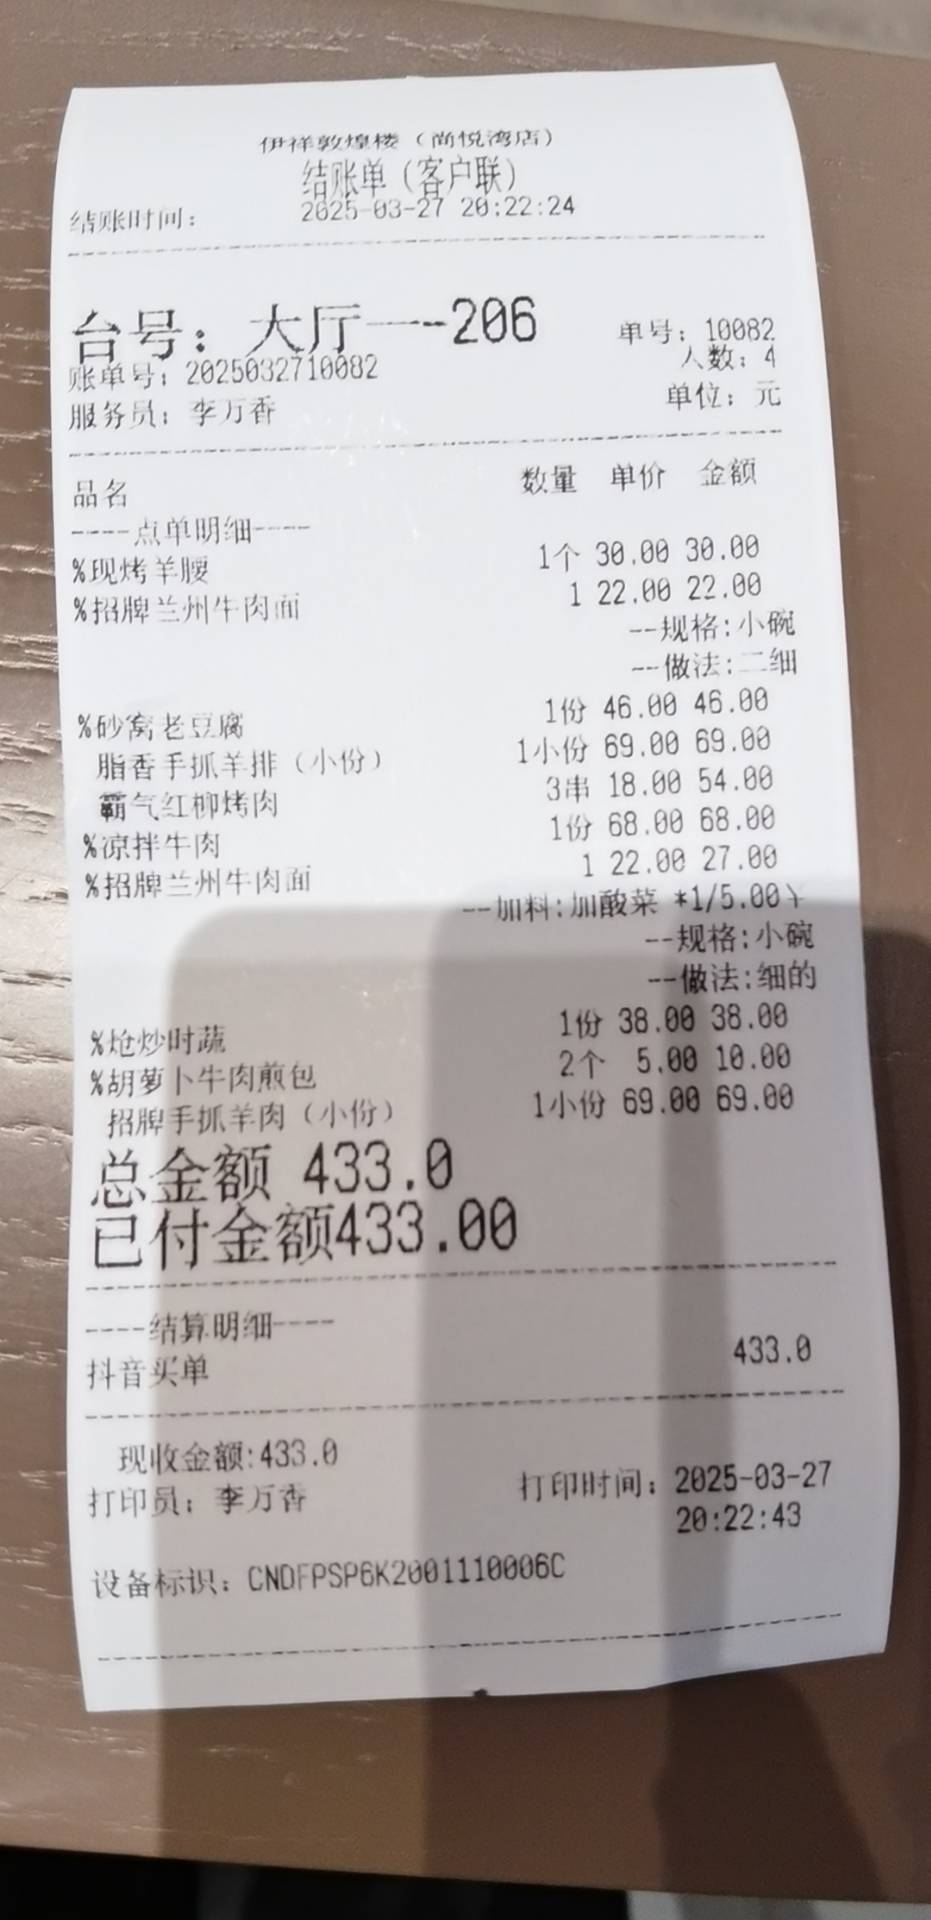 伊祥敦煌楼（尚悦湾店）
结账单（客户联）
结账时间： 2025-03-27 20:22:24
台号：大厅一--206 单号：10082
账单号：2025032710082 人数：4
服务员：李万香 单位：元
品名 数量 单价 金额
----点单明细----
%现烤羊腰 1个 30.00 30.00
%招牌兰州牛肉面 1 22.00 22.00
--规格:小碗
--做法:二细
%砂窝老豆腐 1份 46.00 46.00
脂香手抓羊排（小份） 1小份 69.00 69.00
霸气红柳烤肉 3串 18.00 54.00
%凉拌牛肉 1份 68.00 68.00
%招牌兰州牛肉面 1 22.00 27.00
--加料:加酸菜 *1/5.00
--规格:小碗
--做法:细的
%炝炒时蔬 1份 38.00 38.00
%胡萝卜牛肉煎包 2个 5.00 10.00
招牌手抓羊肉（小份） 1小份 69.00 69.00
总金额 433.0
已付金额433.00
----结算明细----
抖音买单 433.0
现收金额:433.0
打印员：李万香 打印时间：2025-03-27
20:22:43
设备标识：CNDFPSP6K2001110006C